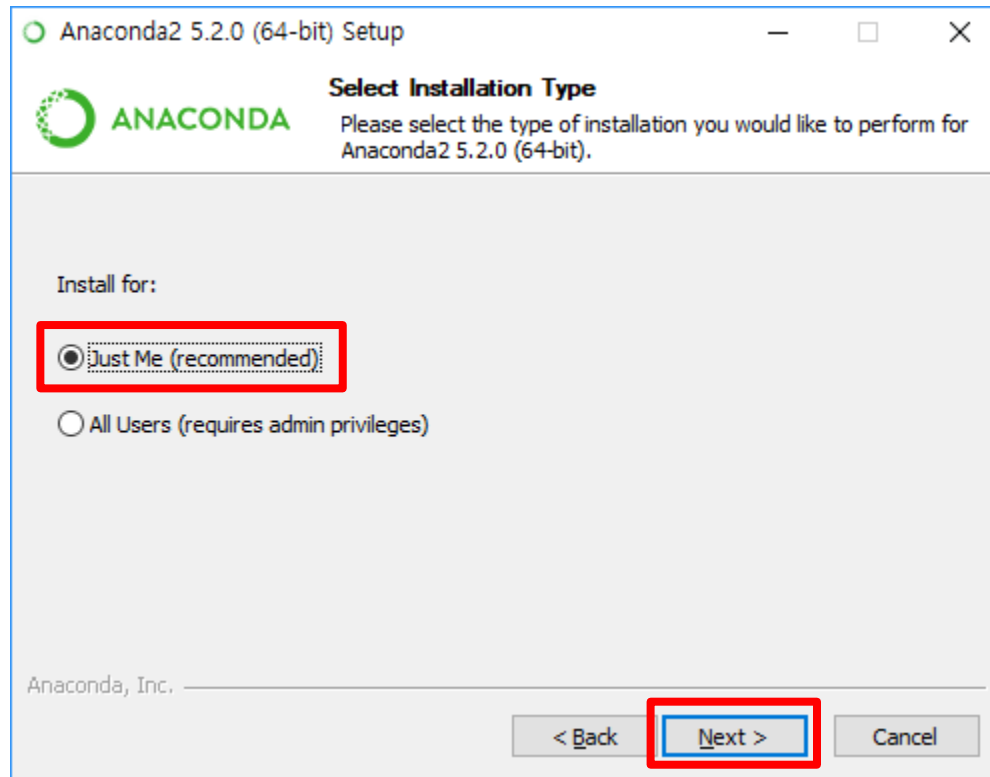 Anaconda2 5.2.0 (64-bit) Setup
ANACONDA
Select Installation Type
Please select the type of installation you would like to perform for
Anaconda2 5.2.0 (64-bit).
Install for:
Just Me (recommended)
All Users (requires admin privileges)
Anaconda, Inc.
< Back
Next >
Cancel